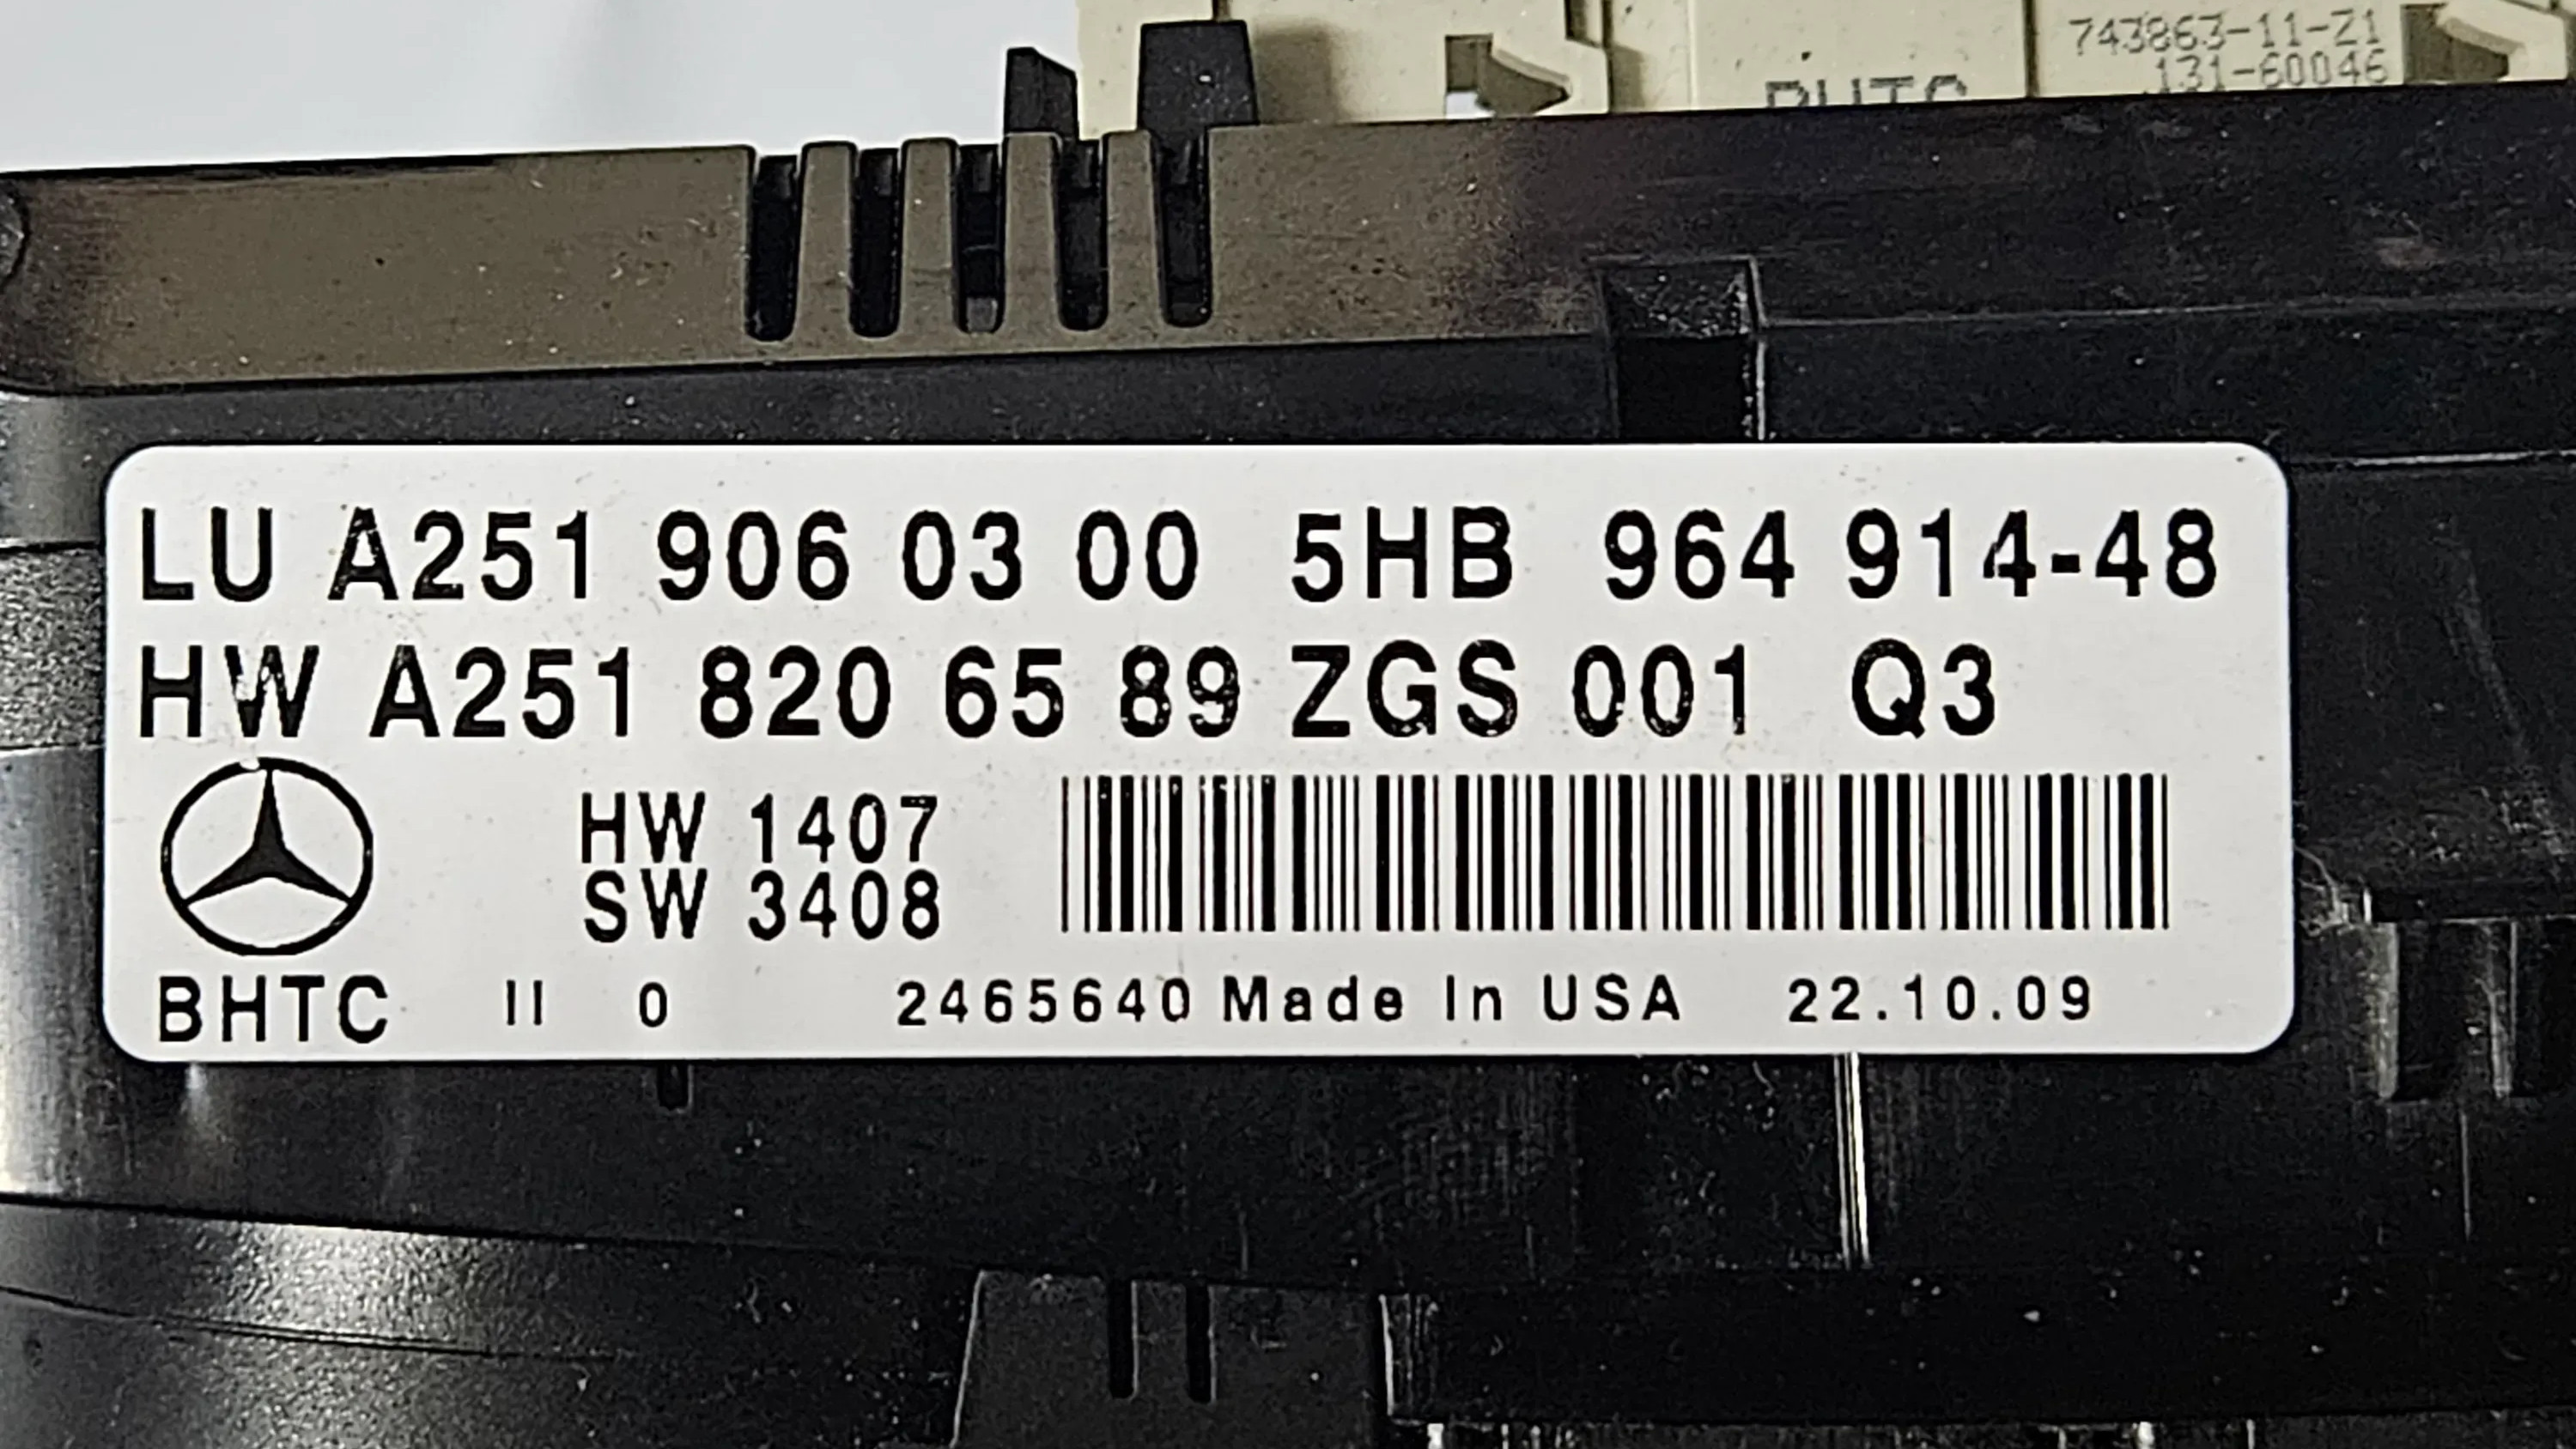 743863-11-Z1
131-60046
LU A251 906 03 00 5HB 964 914-48
HW A251 820 65 89 ZGS 001 Q3
HW 1407
SW 3408
BHTC II 0 2465640 Made In USA 22.10.09